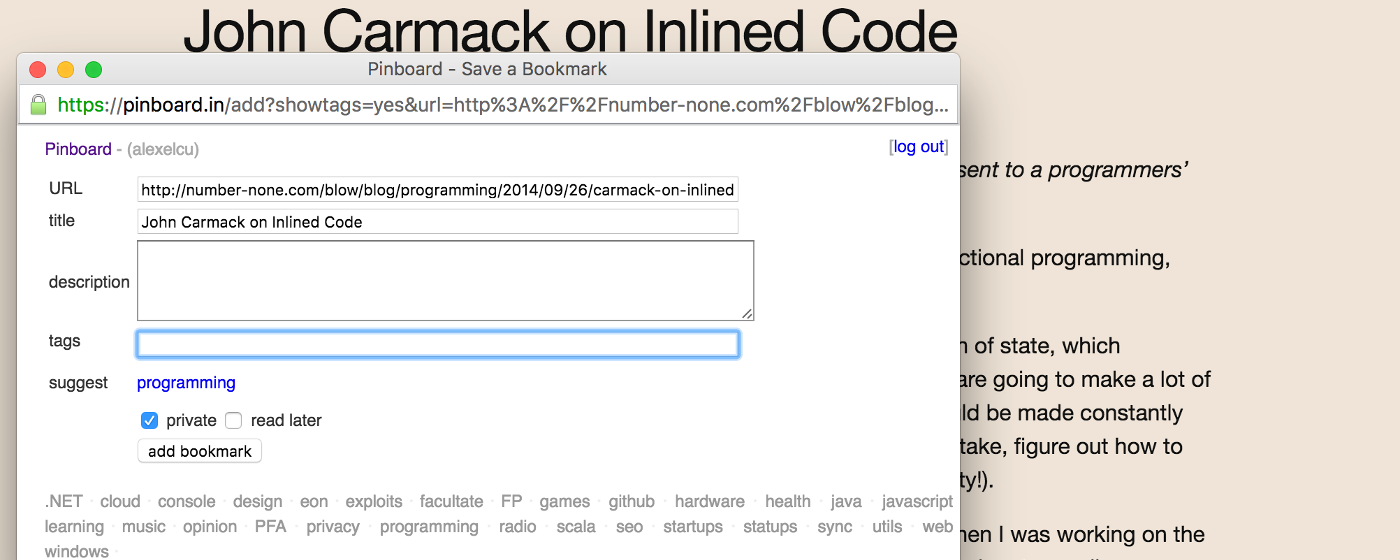 John Carmack on Inlined Code
Pinboard - Save a Bookmark
https://pinboard.in/add?showtags=yes&url=http%3A%2F%2Fnumber-none.com%2Fblow%2Fblog...
Pinboard - (alexelcu) [log out]
URL http://number-none.com/blow/blog/programming/2014/09/26/carmack-on-inlined
title John Carmack on Inlined Code
description
tags
suggest programming
private read later
add bookmark
.NET · cloud · console · design · eon · exploits · facultate · FP · games · github · hardware · health · java · javascript
learning · music · opinion · PFA · privacy · programming · radio · scala · seo · startups · statups · sync · utils · web
windows ·
sent to a programmers’
ctional programming,
n of state, which
are going to make a lot of
ld be made constantly
take, figure out how to
ty!).
hen I was working on the